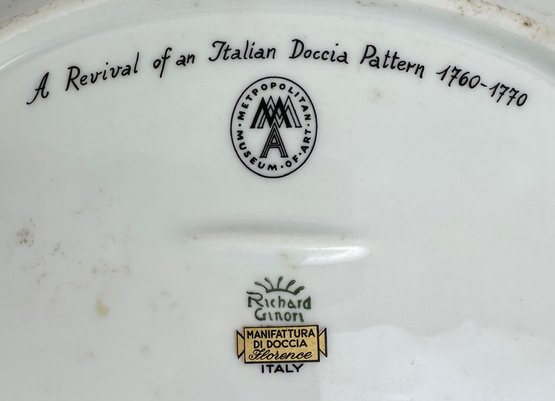 A Revival of an Italian Doccia Pattern 1760-1770
METROPOLITAN
MMA
MUSEUM·OF·ART
Richard
Ginori
MANIFATTURA
DI DOCCIA
Florence
ITALY